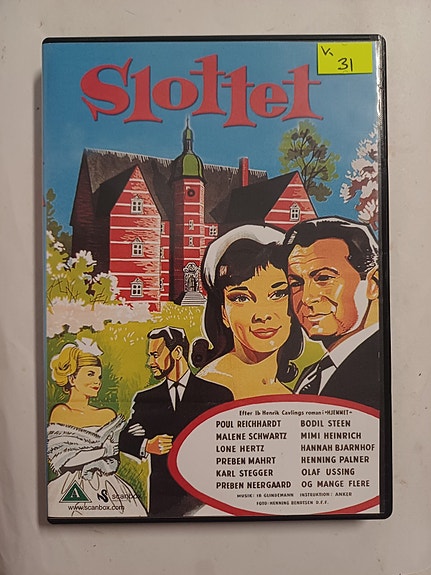 Slottet
V.
31
Efter Ib Henrik Cavlings roman i »HJEMMET«
POUL REICHHARDT BODIL STEEN
MALENE SCHWARTZ MIMI HEINRICH
LONE HERTZ HANNAH BJARNHOF
PREBEN MAHRT HENNING PALNER
KARL STEGGER OLAF USSING
PREBEN NEERGAARD OG MANGE FLERE
MUSIK: IB GLINDEMANN INSTRUKTION: ANKER
FOTO: HENNING BENDTSEN D.F.F.
A scanbox
www.scanbox.com